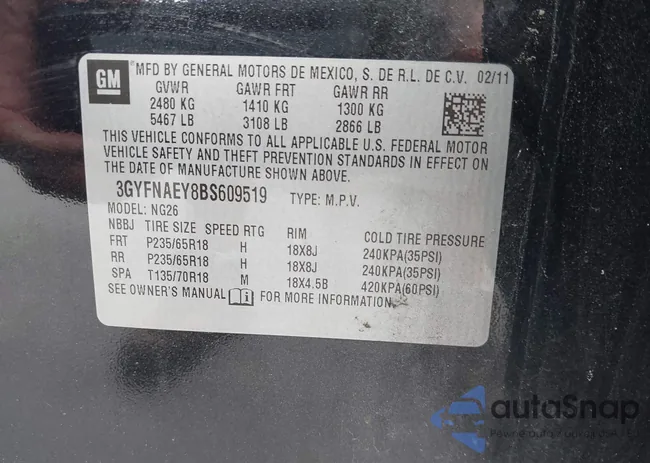 GM
MFD BY GENERAL MOTORS DE MEXICO, S. DE R.L. DE C.V. 02/11
GVWR GAWR FRT GAWR RR
2480 KG 1410 KG 1300 KG
5467 LB 3108 LB 2866 LB
THIS VEHICLE CONFORMS TO ALL APPLICABLE U.S. FEDERAL MOTOR
VEHICLE SAFETY AND THEFT PREVENTION STANDARDS IN EFFECT ON
THE DATE OF MANUFACTURE SHOWN ABOVE.
3GYFNAEY8BS609519 TYPE: M.P.V.
MODEL: NG26
NBBJ TIRE SIZE SPEED RTG RIM COLD TIRE PRESSURE
FRT P235/65R18 H 18X8J 240KPA(35PSI)
RR P235/65R18 H 18X8J 240KPA(35PSI)
SPA T135/70R18 M 18X4.5B 420KPA(60PSI)
SEE OWNER'S MANUAL FOR MORE INFORMATION.
autoSnap